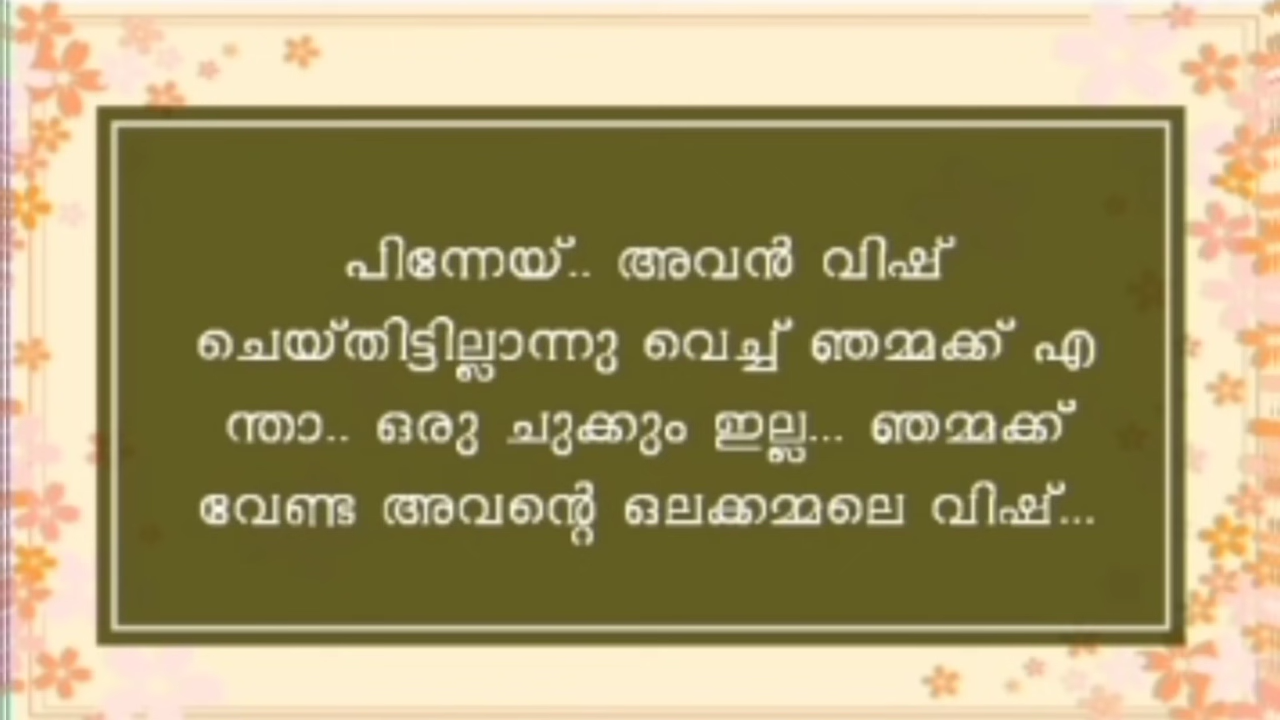 പിന്നേയ്.. അവൻ വിഷ്
ചെയ്തിട്ടില്ലാന്നു വെച്ച് ഞമ്മക്ക് എ
ന്താ.. ഒരു ചുക്കും ഇല്ല... ഞമ്മക്ക്
വേണ്ട അവന്റെ ഒലക്കമ്മലെ വിഷ്...